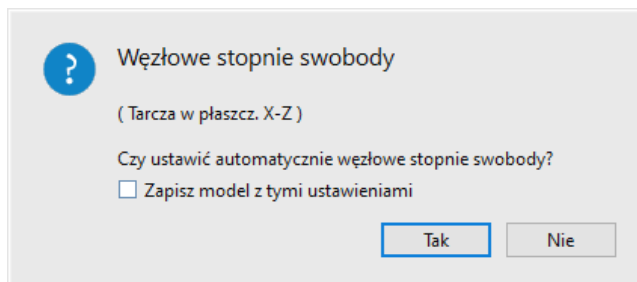 Węzłowe stopnie swobody
( Tarcza w płaszcz. X-Z )
Czy ustawić automatycznie węzłowe stopnie swobody?
Zapisz model z tymi ustawieniami
Tak Nie